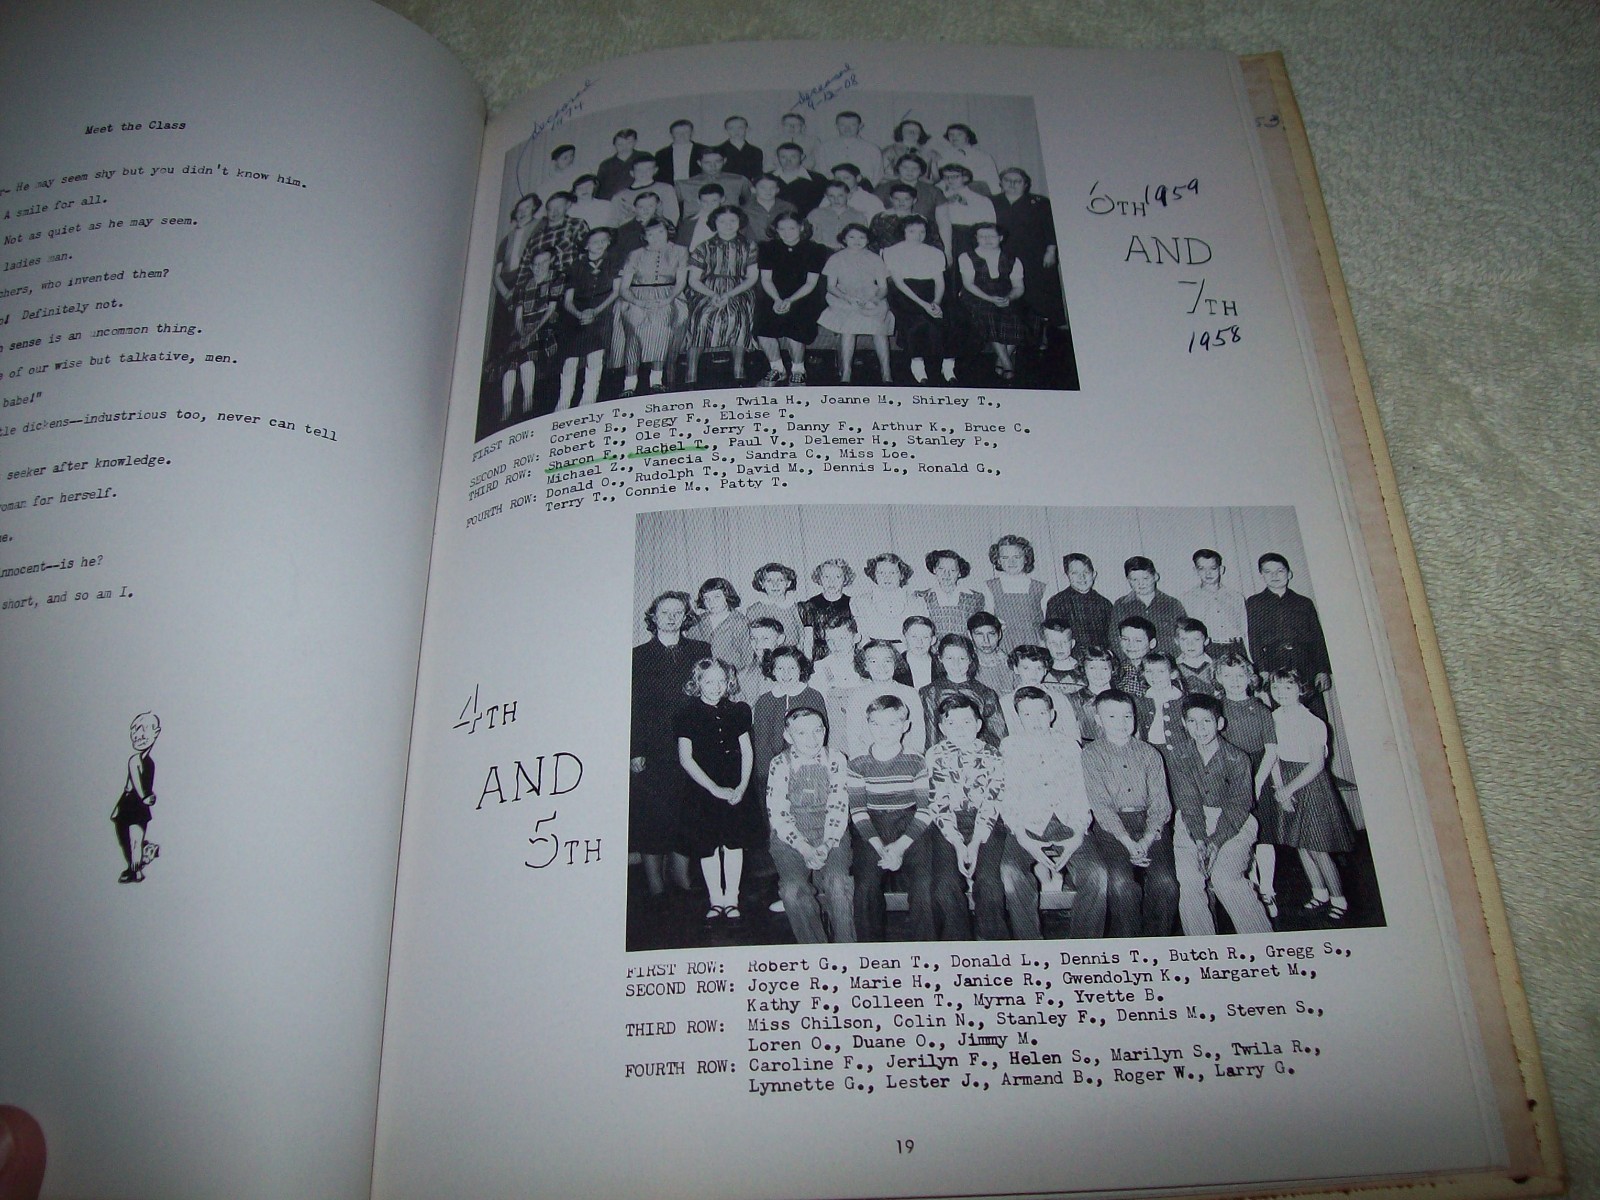 Meet the Class
He may seem shy but you didn't know him.
A smile for all.
Not as quiet as he may seem.
ladies man.
who invented them?
Definitely not.
sense is an uncommon thing.
of our wise but talkative, men.
babe!"
dickens--industrious too, never can tell
seeker after knowledge.
for herself.
is he?
short, and so am I.
deceased
1974
deceased
9-12-08
53.
6TH 1959
AND
7TH
1958
FIRST ROW: Beverly T., Sharon R., Twila H., Joanne M., Shirley T.,
Corene B., Peggy F., Eloise T.
SECOND ROW: Robert T., Ole T., Jerry T., Danny F., Arthur K., Bruce C.
Sharon F., Rachel T., Paul V., Delemer H., Stanley P.,
THIRD ROW: Michael Z., Vanecia S., Sandra C., Miss Loe.
FOURTH ROW: Donald O., Rudolph T., David M., Dennis L., Ronald G.,
Terry T., Connie M., Patty T.
4TH
AND
5TH
FIRST ROW: Robert G., Dean T., Donald L., Dennis T., Butch R., Gregg S.,
SECOND ROW: Joyce R., Marie H., Janice R., Gwendolyn K., Margaret M.,
Kathy F., Colleen T., Myrna F., Yvette B.
THIRD ROW: Miss Chilson, Colin N., Stanley F., Dennis M., Steven S.,
Loren O., Duane O., Jimmy M.
FOURTH ROW: Caroline F., Jerilyn F., Helen S., Marilyn S., Twila R.,
Lynnette G., Lester J., Armand B., Roger W., Larry G.
19